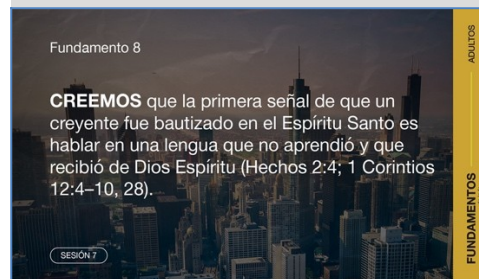 Fundamento 8
CREEMOS que la primera señal de que un
creyente fue bautizado en el Espíritu Santo es
hablar en una lengua que no aprendió y que
recibió de Dios Espíritu (Hechos 2:4; 1 Corintios
12:4–10, 28).
SESIÓN 7
ADULTOS
FUNDAMENTOS